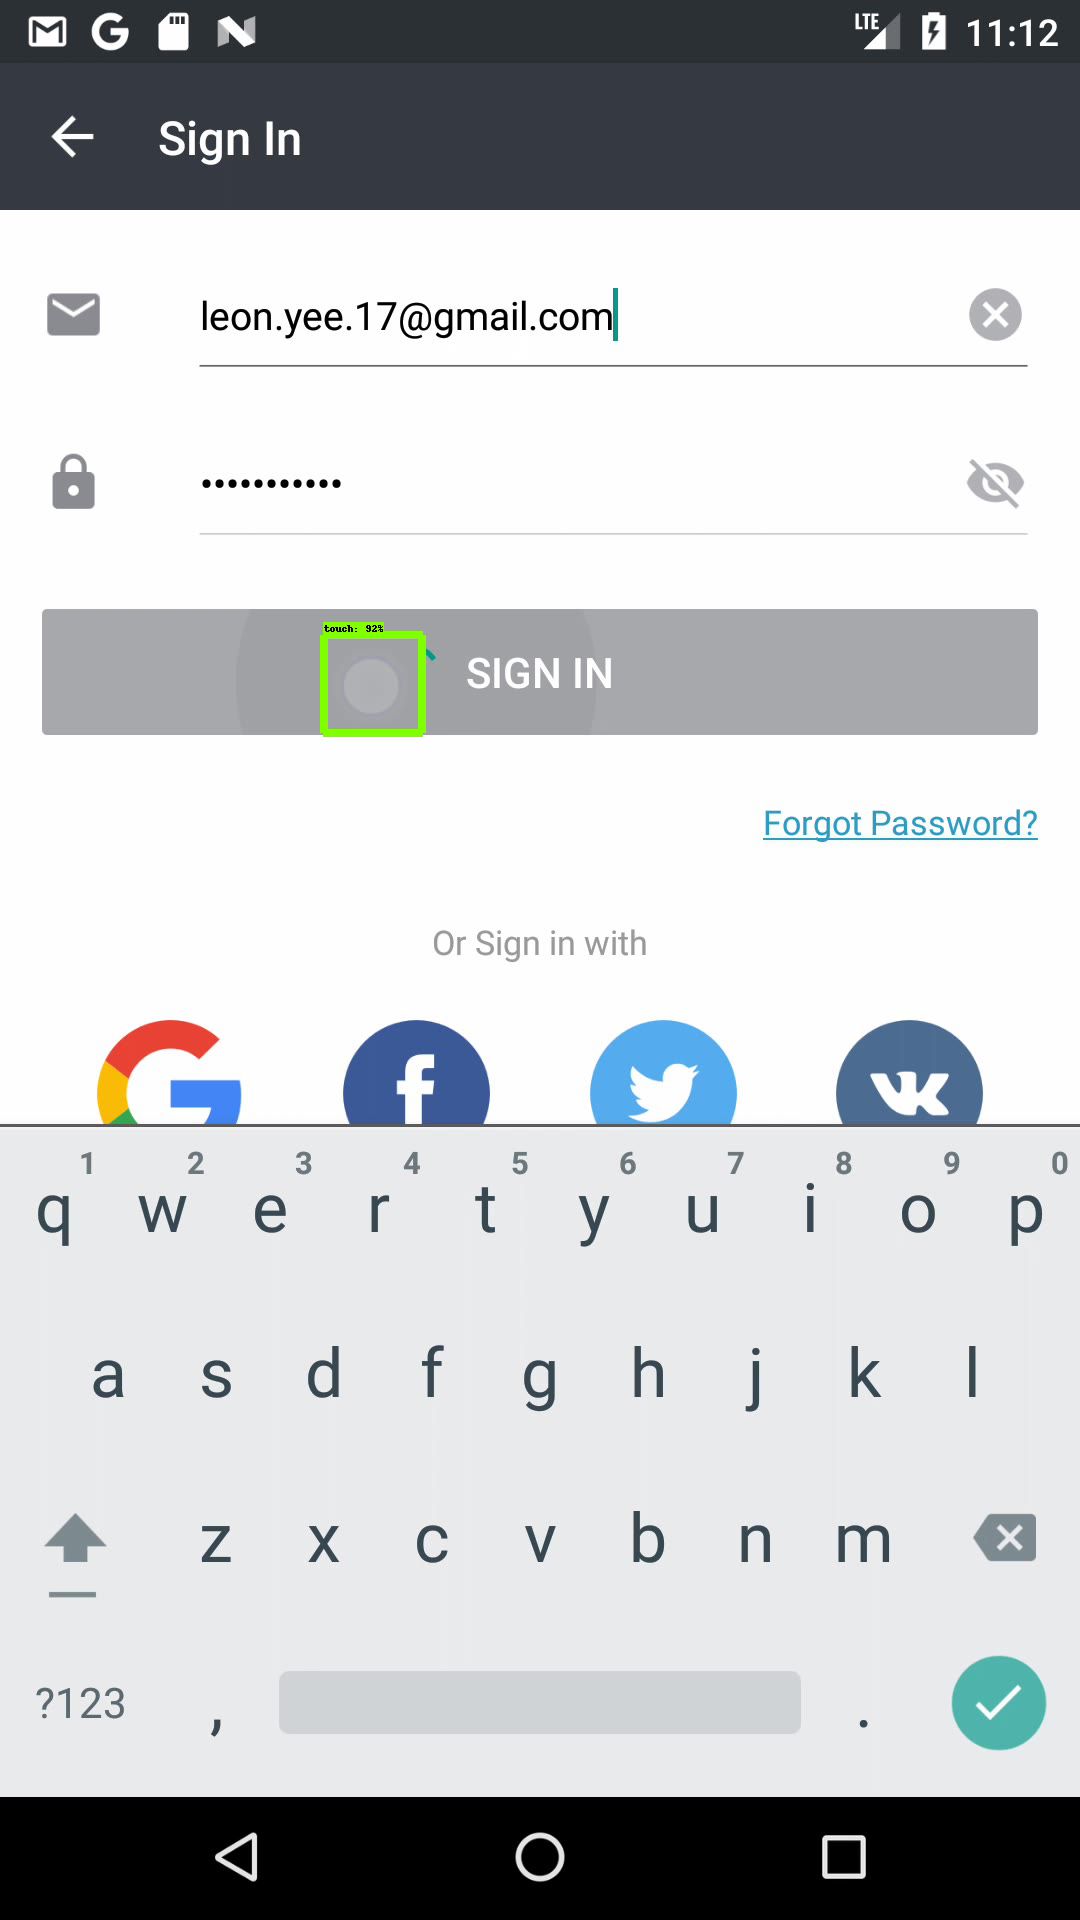 LTE 11:12
Sign In
leon.yee.17@gmail.com
•••••••••••
touch: 92%
SIGN IN
Forgot Password?
Or Sign in with
1 2 3 4 5 6 7 8 9 0
q w e r t y u i o p
a s d f g h j k l
z x c v b n m
?123 , .